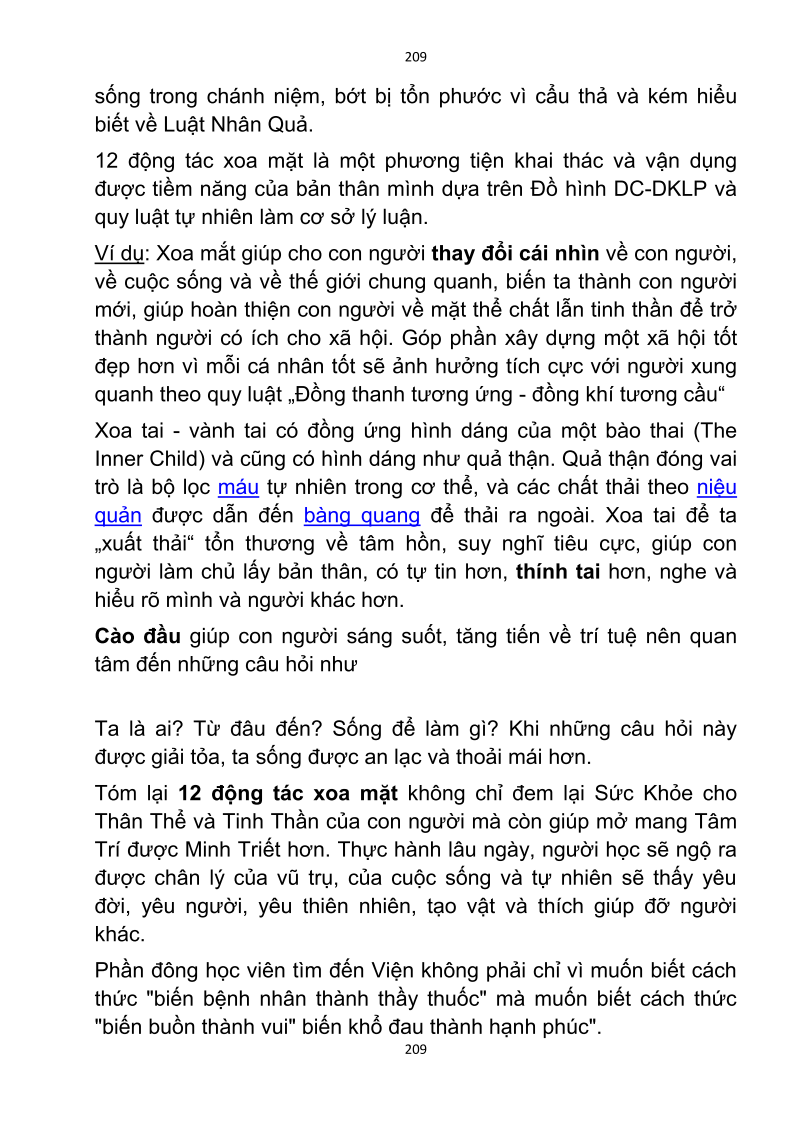 209
sống trong chánh niệm, bớt bị tổn phước vì cẩu thả và kém hiểu
biết về Luật Nhân Quả.
12 động tác xoa mặt là một phương tiện khai thác và vận dụng
được tiềm năng của bản thân mình dựa trên Đồ hình DC-DKLP và
quy luật tự nhiên làm cơ sở lý luận.
Ví dụ: Xoa mắt giúp cho con người thay đổi cái nhìn về con người,
về cuộc sống và về thế giới chung quanh, biến ta thành con người
mới, giúp hoàn thiện con người về mặt thể chất lẫn tinh thần để trở
thành người có ích cho xã hội. Góp phần xây dựng một xã hội tốt
đẹp hơn vì mỗi cá nhân tốt sẽ ảnh hưởng tích cực với người xung
quanh theo quy luật „Đồng thanh tương ứng - đồng khí tương cầu“
Xoa tai - vành tai có đồng ứng hình dáng của một bào thai (The
Inner Child) và cũng có hình dáng như quả thận. Quả thận đóng vai
trò là bộ lọc máu tự nhiên trong cơ thể, và các chất thải theo niệu
quản được dẫn đến bàng quang để thải ra ngoài. Xoa tai để ta
„xuất thải“ tổn thương về tâm hồn, suy nghĩ tiêu cực, giúp con
người làm chủ lấy bản thân, có tự tin hơn, thính tai hơn, nghe và
hiểu rõ mình và người khác hơn.
Cào đầu giúp con người sáng suốt, tăng tiến về trí tuệ nên quan
tâm đến những câu hỏi như
Ta là ai? Từ đâu đến? Sống để làm gì? Khi những câu hỏi này
được giải tỏa, ta sống được an lạc và thoải mái hơn.
Tóm lại 12 động tác xoa mặt không chỉ đem lại Sức Khỏe cho
Thân Thể và Tinh Thần của con người mà còn giúp mở mang Tâm
Trí được Minh Triết hơn. Thực hành lâu ngày, người học sẽ ngộ ra
được chân lý của vũ trụ, của cuộc sống và tự nhiên sẽ thấy yêu
đời, yêu người, yêu thiên nhiên, tạo vật và thích giúp đỡ người
khác.
Phần đông học viên tìm đến Viện không phải chỉ vì muốn biết cách
thức "biến bệnh nhân thành thầy thuốc" mà muốn biết cách thức
"biến buồn thành vui" biến khổ đau thành hạnh phúc".
209